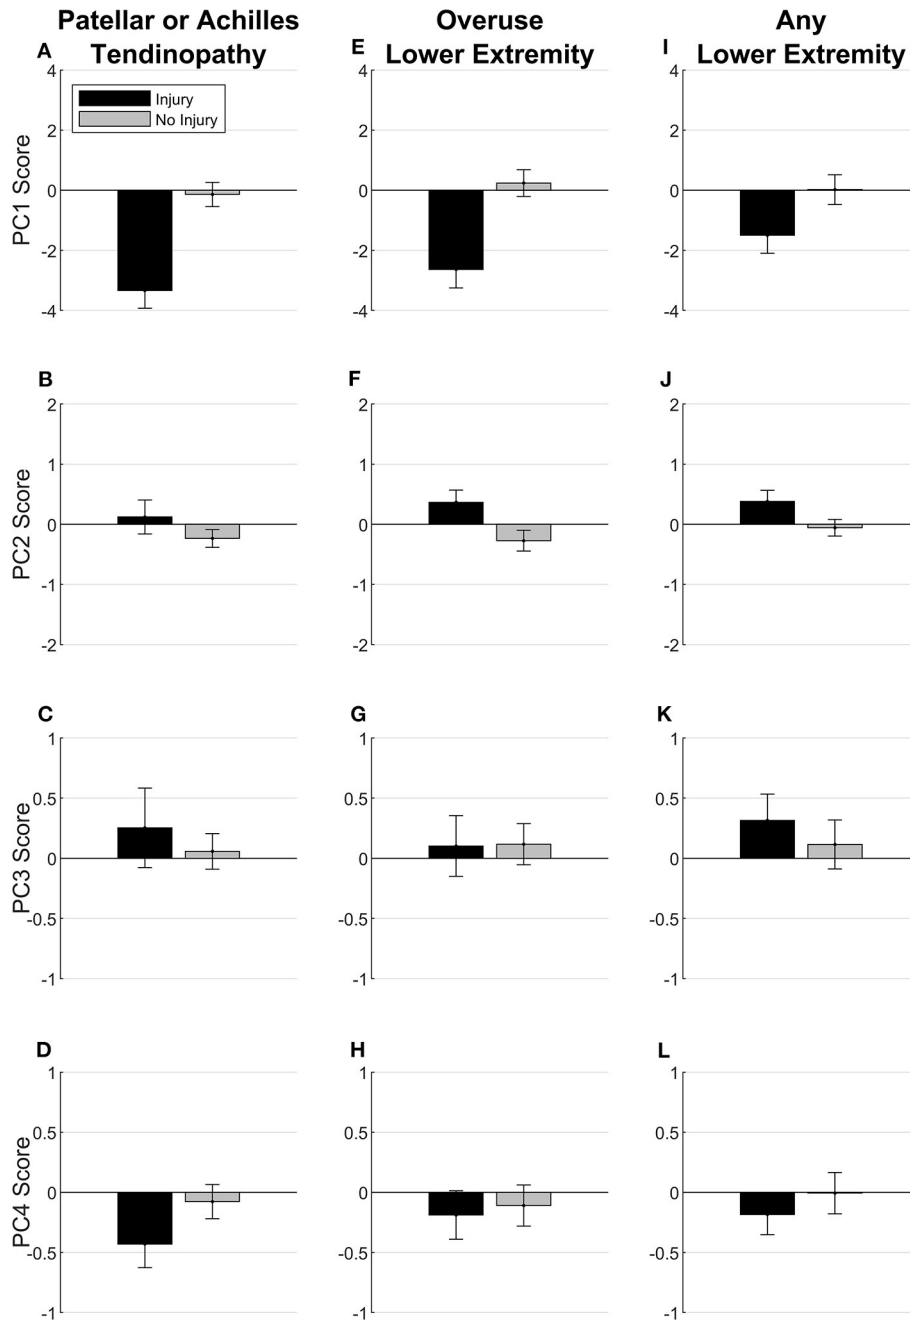 Patellar or Achilles
Tendinopathy
Overuse
Lower Extremity
Any
Lower Extremity
A
4
2
0
-2
-4
PC1 Score
Injury
No Injury
E
4
2
0
-2
-4
I
4
2
0
-2
-4
B
2
1
0
-1
-2
PC2 Score
F
2
1
0
-1
-2
J
2
1
0
-1
-2
C
1
0.5
0
-0.5
-1
PC3 Score
G
1
0.5
0
-0.5
-1
K
1
0.5
0
-0.5
-1
D
1
0.5
0
-0.5
-1
PC4 Score
H
1
0.5
0
-0.5
-1
L
1
0.5
0
-0.5
-1